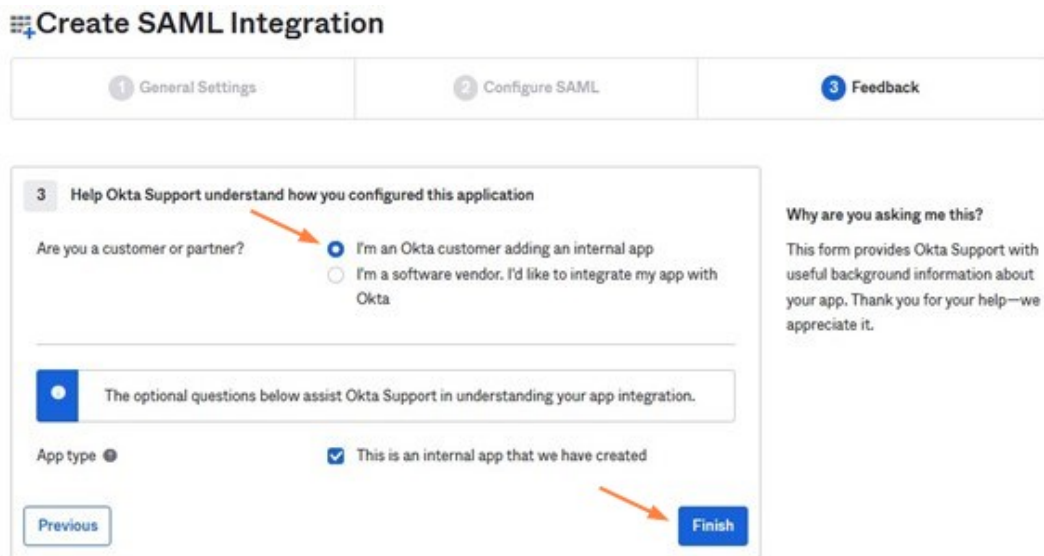 Create SAML Integration
1 General Settings
2 Configure SAML
3 Feedback
3 Help Okta Support understand how you configured this application
Are you a customer or partner?
I'm an Okta customer adding an internal app
I'm a software vendor. I'd like to integrate my app with
Okta
The optional questions below assist Okta Support in understanding your app integration.
App type
This is an internal app that we have created
Previous
Finish
Why are you asking me this?
This form provides Okta Support with
useful background information about
your app. Thank you for your help—we
appreciate it.